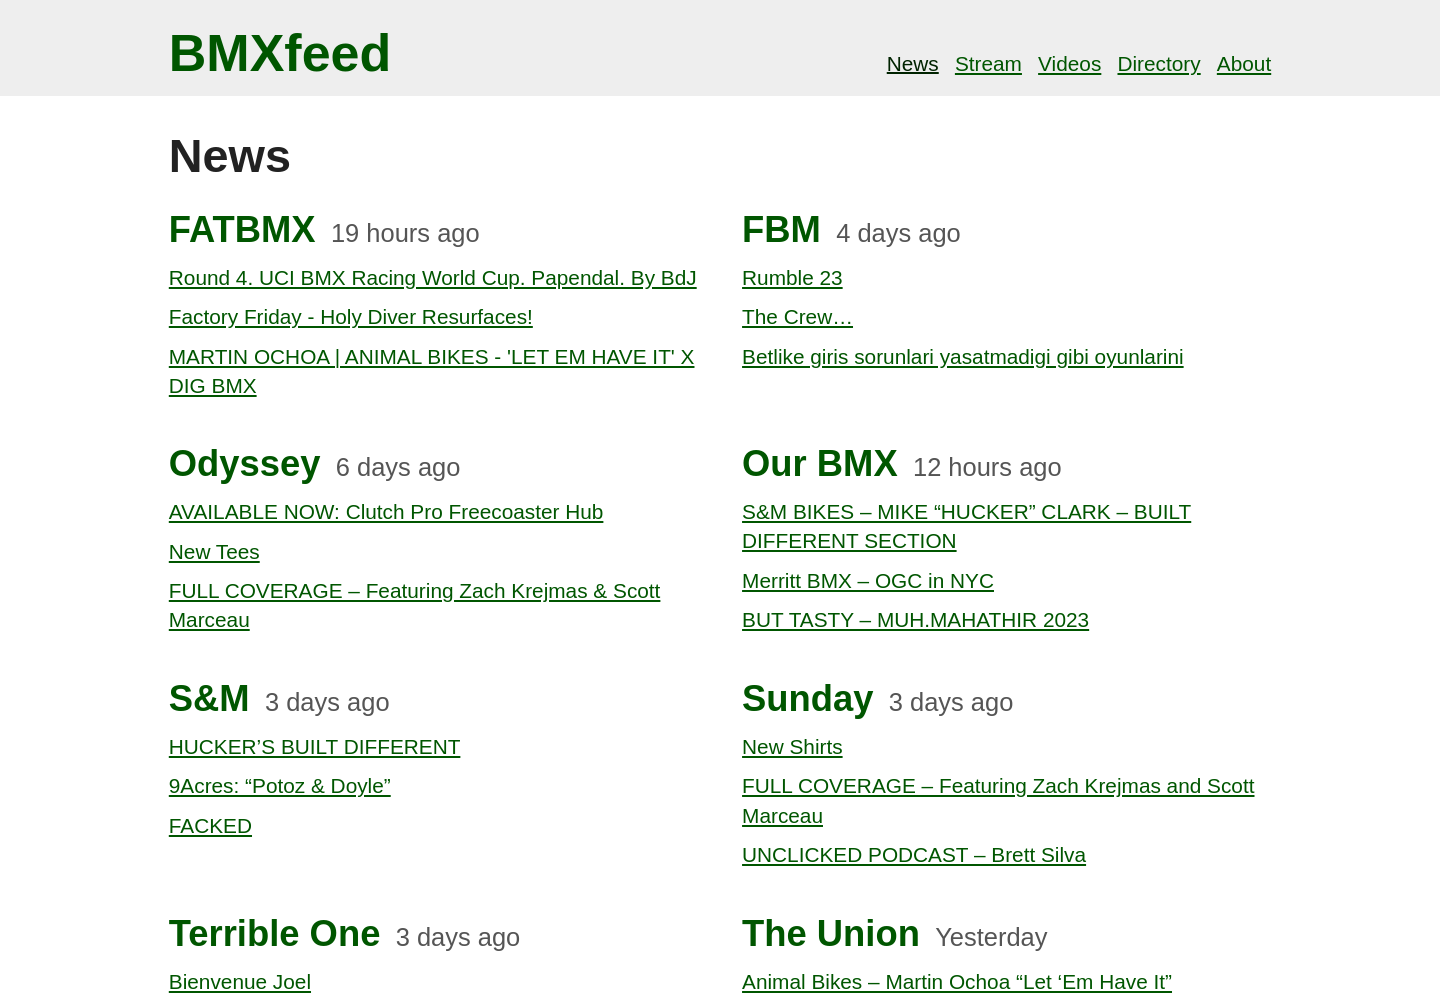 BMXfeed
News Stream Videos Directory About
News
FATBMX 19 hours ago
Round 4. UCI BMX Racing World Cup. Papendal. By BdJ
Factory Friday - Holy Diver Resurfaces!
MARTIN OCHOA | ANIMAL BIKES - 'LET EM HAVE IT' X
DIG BMX
FBM 4 days ago
Rumble 23
The Crew…
Betlike giris sorunlari yasatmadigi gibi oyunlarini
Odyssey 6 days ago
AVAILABLE NOW: Clutch Pro Freecoaster Hub
New Tees
FULL COVERAGE – Featuring Zach Krejmas & Scott
Marceau
Our BMX 12 hours ago
S&M BIKES – MIKE “HUCKER” CLARK – BUILT
DIFFERENT SECTION
Merritt BMX – OGC in NYC
BUT TASTY – MUH.MAHATHIR 2023
S&M 3 days ago
HUCKER’S BUILT DIFFERENT
9Acres: “Potoz & Doyle”
FACKED
Sunday 3 days ago
New Shirts
FULL COVERAGE – Featuring Zach Krejmas and Scott
Marceau
UNCLICKED PODCAST – Brett Silva
Terrible One 3 days ago
Bienvenue Joel
The Union Yesterday
Animal Bikes – Martin Ochoa “Let ‘Em Have It”